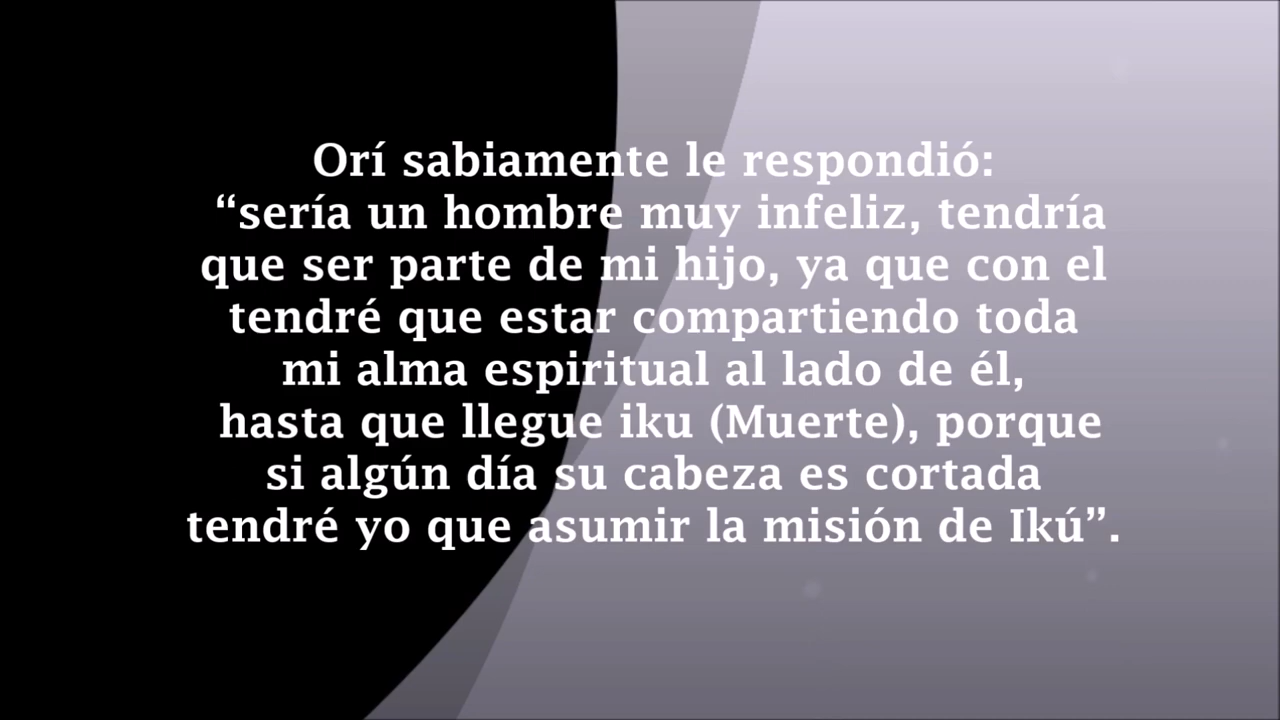 Orí sabiamente le respondió:
“sería un hombre muy infeliz, tendría
que ser parte de mi hijo, ya que con el
tendré que estar compartiendo toda
mi alma espiritual al lado de él,
hasta que llegue iku (Muerte), porque
si algún día su cabeza es cortada
tendré yo que asumir la misión de Ikú”.